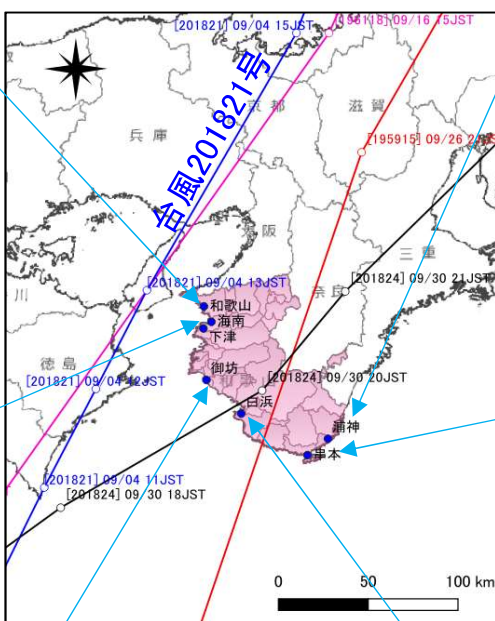 [201821] 09/04 15JST
[196118] 09/16 15JST
京都
滋賀
兵庫
台風201821号
[195915] 09/26 2
大阪
三重
[201821] 09/04 13JST
奈良
[201824] 09/30 21JST
川
和歌山
海南
下津
徳島
御坊
和歌
[201824] 09/30 20JST
[201821] 09/04 12JST
白浜
浦神
串本
[201821] 09/04 11JST
[201824] 09/30 18JST
0 50 100 km